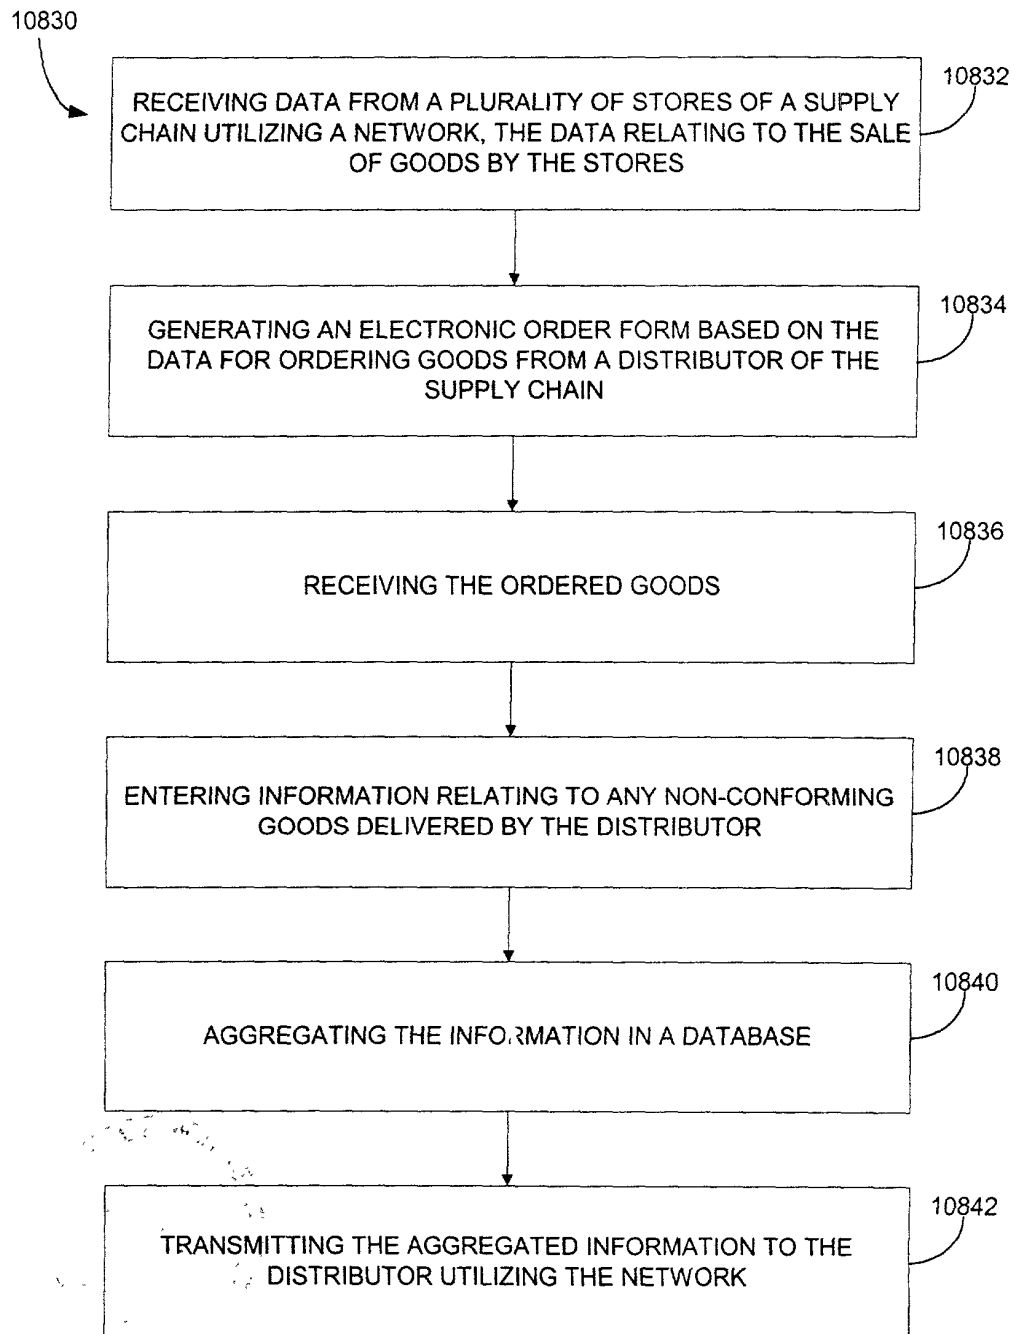 10830
10832
RECEIVING DATA FROM A PLURALITY OF STORES OF A SUPPLY
CHAIN UTILIZING A NETWORK, THE DATA RELATING TO THE SALE
OF GOODS BY THE STORES
10834
GENERATING AN ELECTRONIC ORDER FORM BASED ON THE
DATA FOR ORDERING GOODS FROM A DISTRIBUTOR OF THE
SUPPLY CHAIN
10836
RECEIVING THE ORDERED GOODS
10838
ENTERING INFORMATION RELATING TO ANY NON-CONFORMING
GOODS DELIVERED BY THE DISTRIBUTOR
10840
AGGREGATING THE INFORMATION IN A DATABASE
10842
TRANSMITTING THE AGGREGATED INFORMATION TO THE
DISTRIBUTOR UTILIZING THE NETWORK